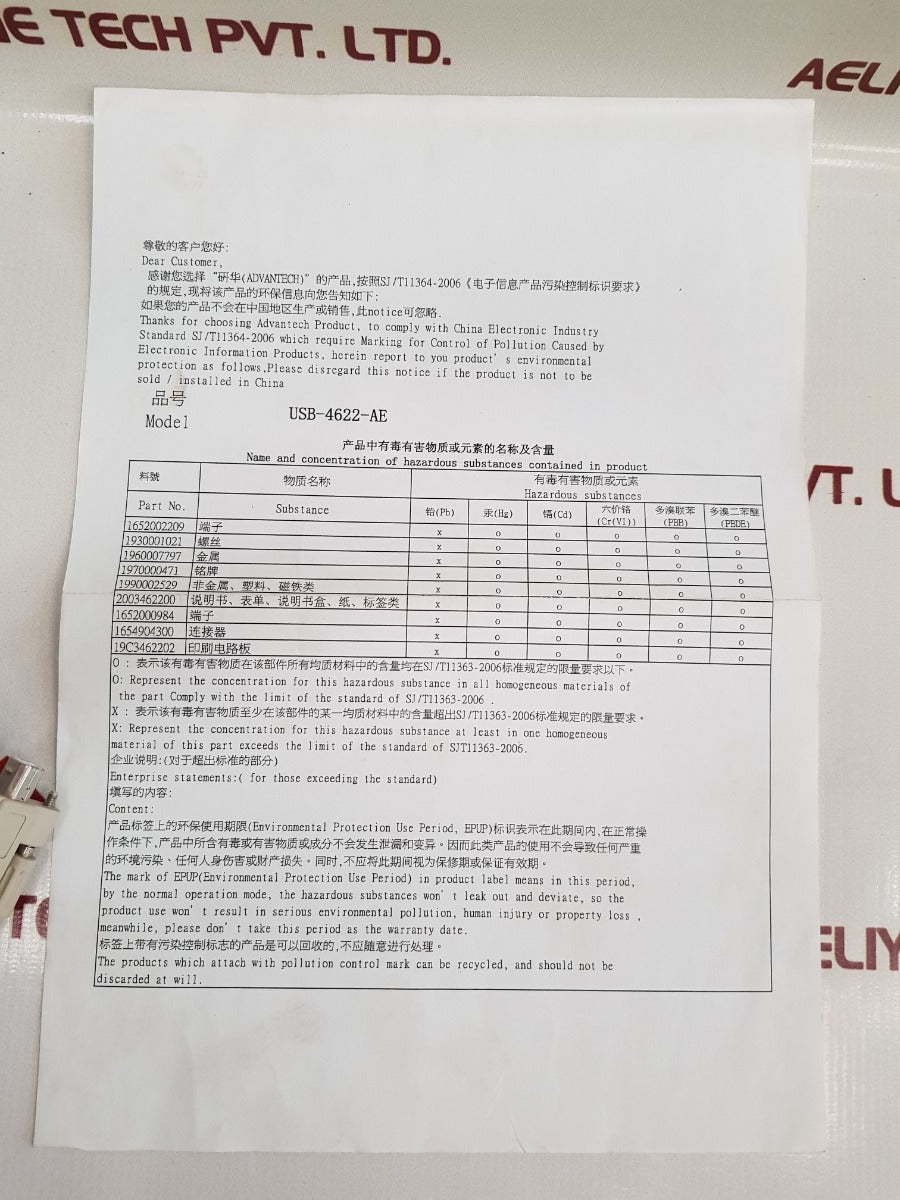 NE TECH PVT. LTD.
AELI
尊敬的客户您好:
Dear Customer,
感谢您选择“研华(ADVANTECH)”的产品,按照SJ/T11364-2006《电子信息产品污染控制标识要求》
的规定,现将该产品的环保信息向您告知如下:
如果您的产品不会在中国地区生产或销售,此notice可忽略.
Thanks for choosing Advantech Product, to comply with China Electronic Industry
Standard SJ/T11364-2006 which require Marking for Control of Pollution Caused by
Electronic Information Products, herein report to you product's environmental
protection as follows,Please disregard this notice if the product is not to be
sold / installed in China
品号
Model USB-4622-AE
产品中有毒有害物质或元素的名称及含量
Name and concentration of hazardous substances contained in product
料號 物质名称 有毒有害物质或元素
Hazardous substances
Part No. Substance 铅(Pb) 汞(Hg) 镉(Cd) 六价铬(Cr(VI)) 多溴联苯(PBB) 多溴二苯醚(PBDE)
1652002209 端子 x o o o o o
1930001021 螺丝 x o o o o o
1960007797 金属 x o o o o o
1970000471 铭牌 x o o o o o
1990002529 非金属、塑料、磁铁类 x o o o o o
2003462200 说明书、表单、说明书盒、纸、标签类 x o o o o o
1652000984 端子 x o o o o o
1654904300 连接器 x o o o o o
19C3462202 印刷电路板 x o o o o o
O : 表示该有毒有害物质在该部件所有均质材料中的含量均在SJ/T11363-2006标准规定的限量要求以下。
O: Represent the concentration for this hazardous substance in all homogeneous materials of
the part Comply with the limit of the standard of SJ/T11363-2006 .
X : 表示该有毒有害物质至少在该部件的某一均质材料中的含量超出SJ/T11363-2006标准规定的限量要求。
X: Represent the concentration for this hazardous substance at least in one homogeneous
material of this part exceeds the limit of the standard of SJT11363-2006.
企业说明:(对于超出标准的部分)
Enterprise statements:( for those exceeding the standard)
填写的内容:
Content:
产品标签上的环保使用期限(Environmental Protection Use Period, EPUP)标识表示在此期间内,在正常操
作条件下,产品中所含有毒或有害物质或成分不会发生泄漏和变异。因而此类产品的使用不会导致任何严重
的环境污染、任何人身伤害或财产损失。同时,不应将此期间视为保修期或保证有效期。
The mark of EPUP(Environmental Protection Use Period) in product label means in this period,
by the normal operation mode, the hazardous substances won't leak out and deviate, so the
product use won't result in serious environmental pollution, human injury or property loss ,
meanwhile, please don't take this period as the warranty date.
标签上带有污染控制标志的产品是可以回收的,不应随意进行处理。
The products which attach with pollution control mark can be recycled, and should not be
discarded at will.
VT. L
TE
ELIY